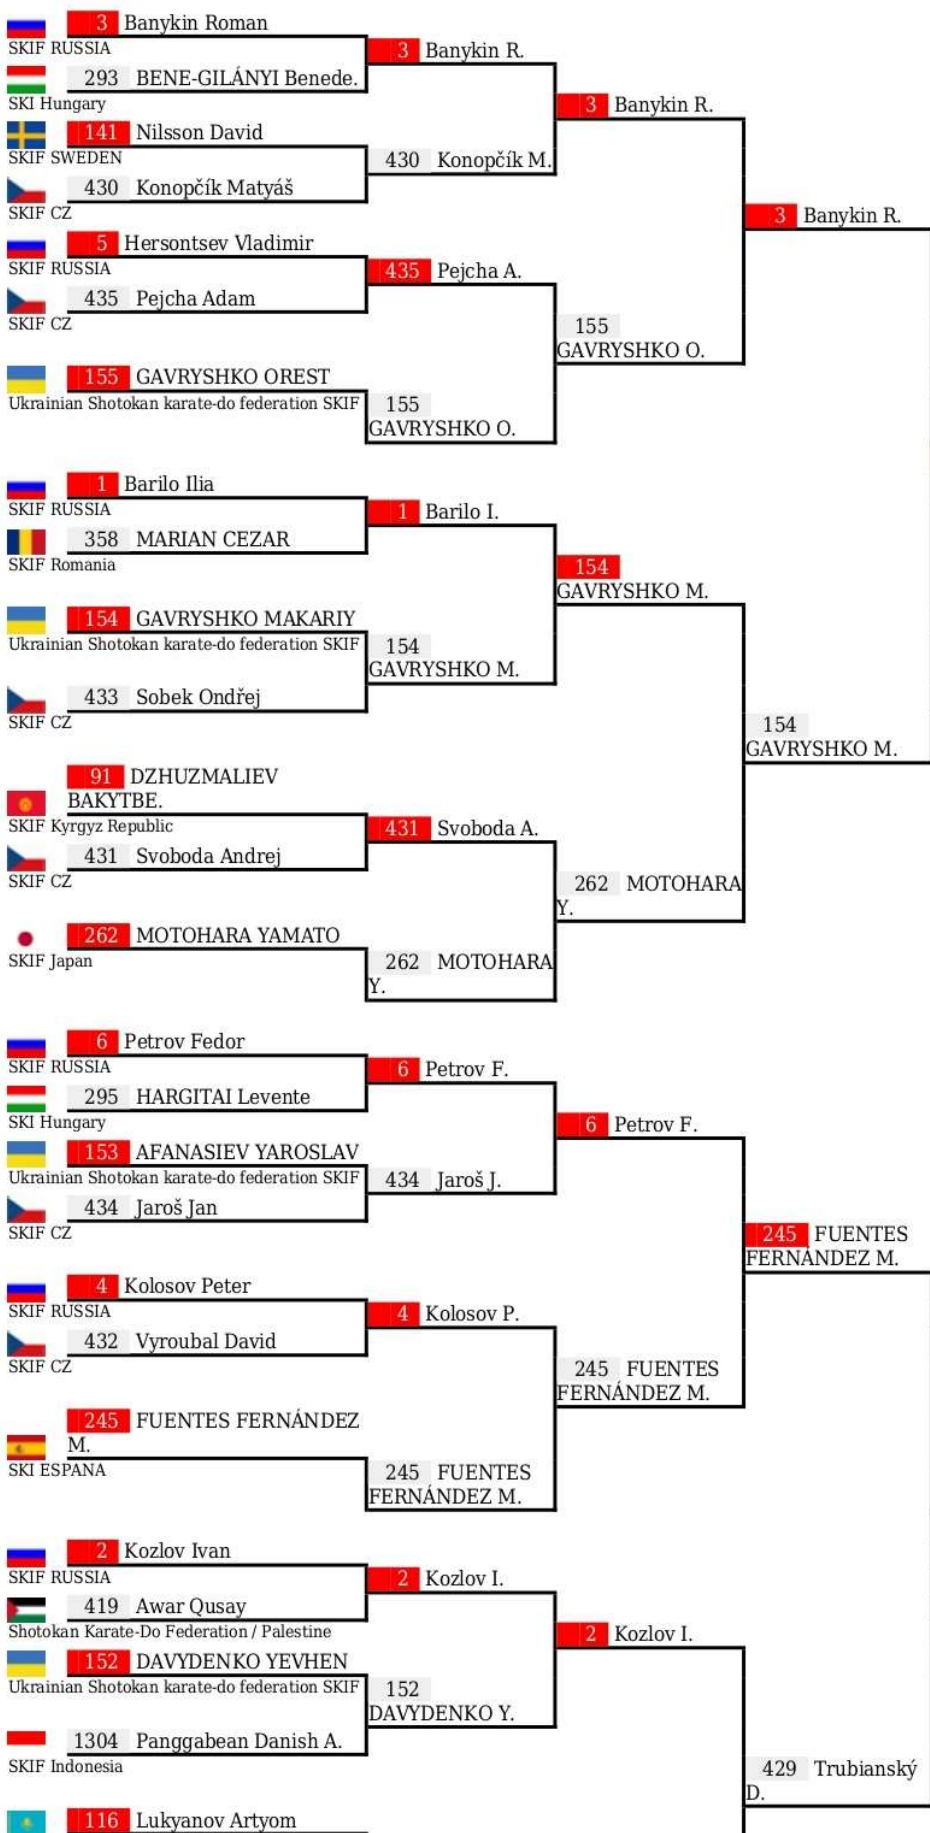 3 Banykin Roman
SKIF RUSSIA
3 Banykin R.
293 BENE-GILÁNYI Benede.
SKI Hungary
3 Banykin R.
141 Nilsson David
SKIF SWEDEN
430 Konopčík M.
430 Konopčík Matyáš
SKIF CZ
3 Banykin R.
5 Hersontsev Vladimir
SKIF RUSSIA
435 Pejcha A.
435 Pejcha Adam
SKIF CZ
155
GAVRYSHKO O.
155 GAVRYSHKO OREST
Ukrainian Shotokan karate-do federation SKIF
155
GAVRYSHKO O.
1 Barilo Ilia
SKIF RUSSIA
1 Barilo I.
358 MARIAN CEZAR
SKIF Romania
154
GAVRYSHKO M.
154 GAVRYSHKO MAKARIY
Ukrainian Shotokan karate-do federation SKIF
154
GAVRYSHKO M.
433 Sobek Ondřej
SKIF CZ
154
GAVRYSHKO M.
91 DZHUZMALIEV
BAKYTBE.
SKIF Kyrgyz Republic
431 Svoboda A.
431 Svoboda Andrej
SKIF CZ
262 MOTOHARA
Y.
262 MOTOHARA YAMATO
SKIF Japan
262 MOTOHARA
Y.
6 Petrov Fedor
SKIF RUSSIA
6 Petrov F.
295 HARGITAI Levente
SKI Hungary
6 Petrov F.
153 AFANASIEV YAROSLAV
Ukrainian Shotokan karate-do federation SKIF
434 Jaroš J.
434 Jaroš Jan
SKIF CZ
245 FUENTES
FERNÁNDEZ M.
4 Kolosov Peter
SKIF RUSSIA
4 Kolosov P.
432 Vyroubal David
SKIF CZ
245 FUENTES
FERNÁNDEZ M.
245 FUENTES FERNÁNDEZ
M.
SKI ESPANA
245 FUENTES
FERNÁNDEZ M.
2 Kozlov Ivan
SKIF RUSSIA
2 Kozlov I.
419 Awar Qusay
Shotokan Karate-Do Federation / Palestine
2 Kozlov I.
152 DAVYDENKO YEVHEN
Ukrainian Shotokan karate-do federation SKIF
152
DAVYDENKO Y.
1304 Panggabean Danish A.
SKIF Indonesia
429 Trubianský
D.
116 Lukyanov Artyom